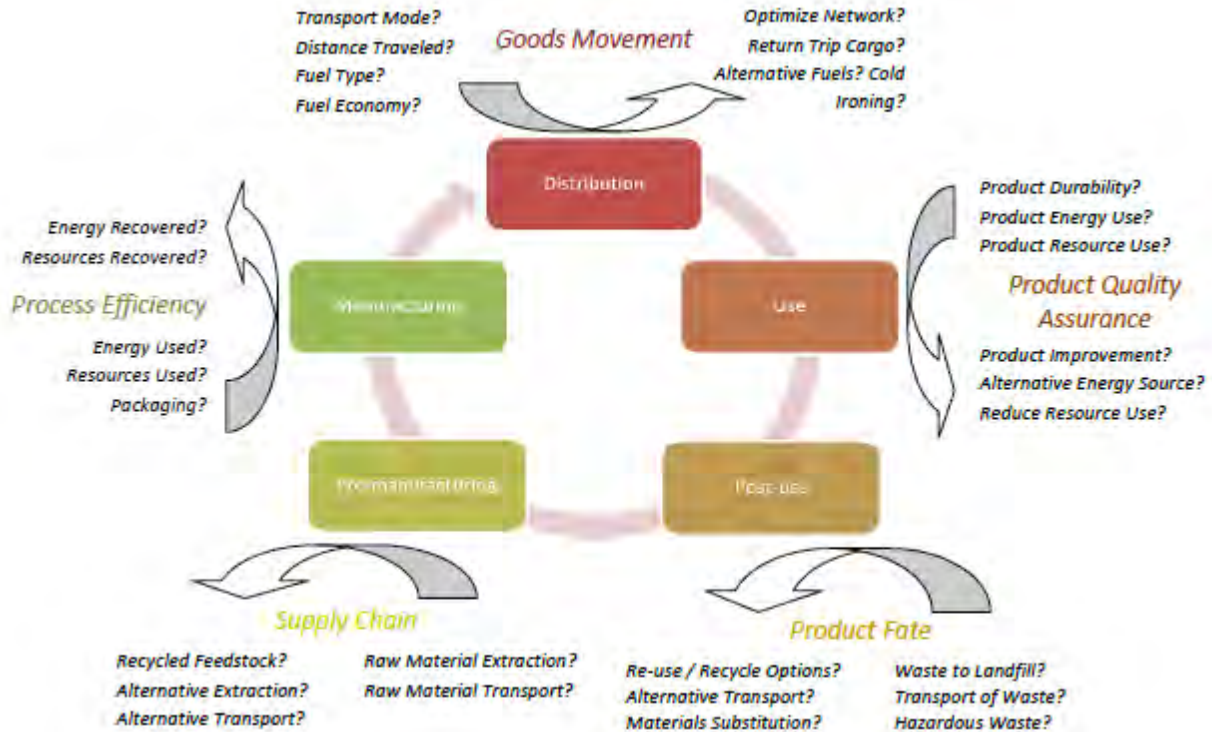 Transport Mode?
Distance Traveled?
Fuel Type?
Fuel Economy?
Goods Movement
Optimize Network?
Return Trip Cargo?
Alternative Fuels? Cold
Ironing?
Distribution
Energy Recovered?
Resources Recovered?
Process Efficiency
Energy Used?
Resources Used?
Packaging?
Manufacturing
Use
Product Durability?
Product Energy Use?
Product Resource Use?
Product Quality
Assurance
Product Improvement?
Alternative Energy Source?
Reduce Resource Use?
Premanufacturing
Post-use
Supply Chain
Recycled Feedstock?
Alternative Extraction?
Alternative Transport?
Raw Material Extraction?
Raw Material Transport?
Product Fate
Re-use / Recycle Options?
Alternative Transport?
Materials Substitution?
Waste to Landfill?
Transport of Waste?
Hazardous Waste?